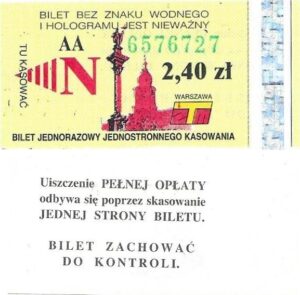 BILET BEZ ZNAKU WODNEGO
I HOLOGRAMU JEST NIEWAŻNY
TU KASOWAĆ
AA
6576727
N
2,40 zł
WARSZAWA
ZTM
BILET JEDNORAZOWY JEDNOSTRONNEGO KASOWANIA
Uiszczenie PEŁNEJ OPŁATY
odbywa się poprzez skasowanie
JEDNEJ STRONY BILETU.
BILET ZACHOWAĆ
DO KONTROLI.